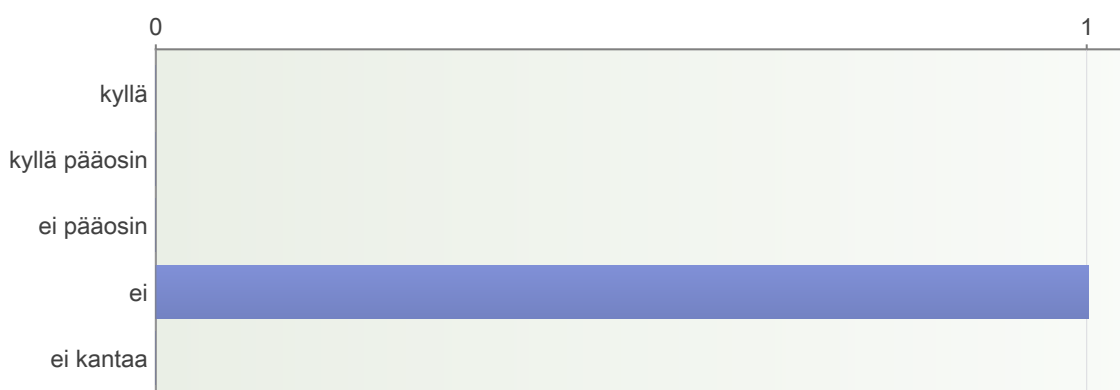 0 1
kyllä
kyllä pääosin
ei pääosin
ei
ei kantaa